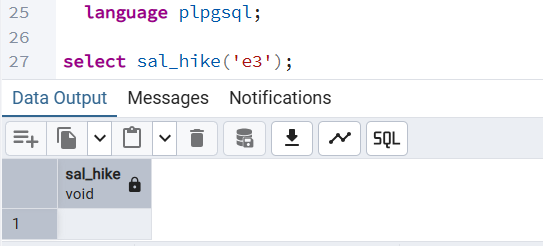 25 language plpgsql;
26
27 select sal_hike('e3');
Data Output Messages Notifications
SQL
sal_hike
void
1